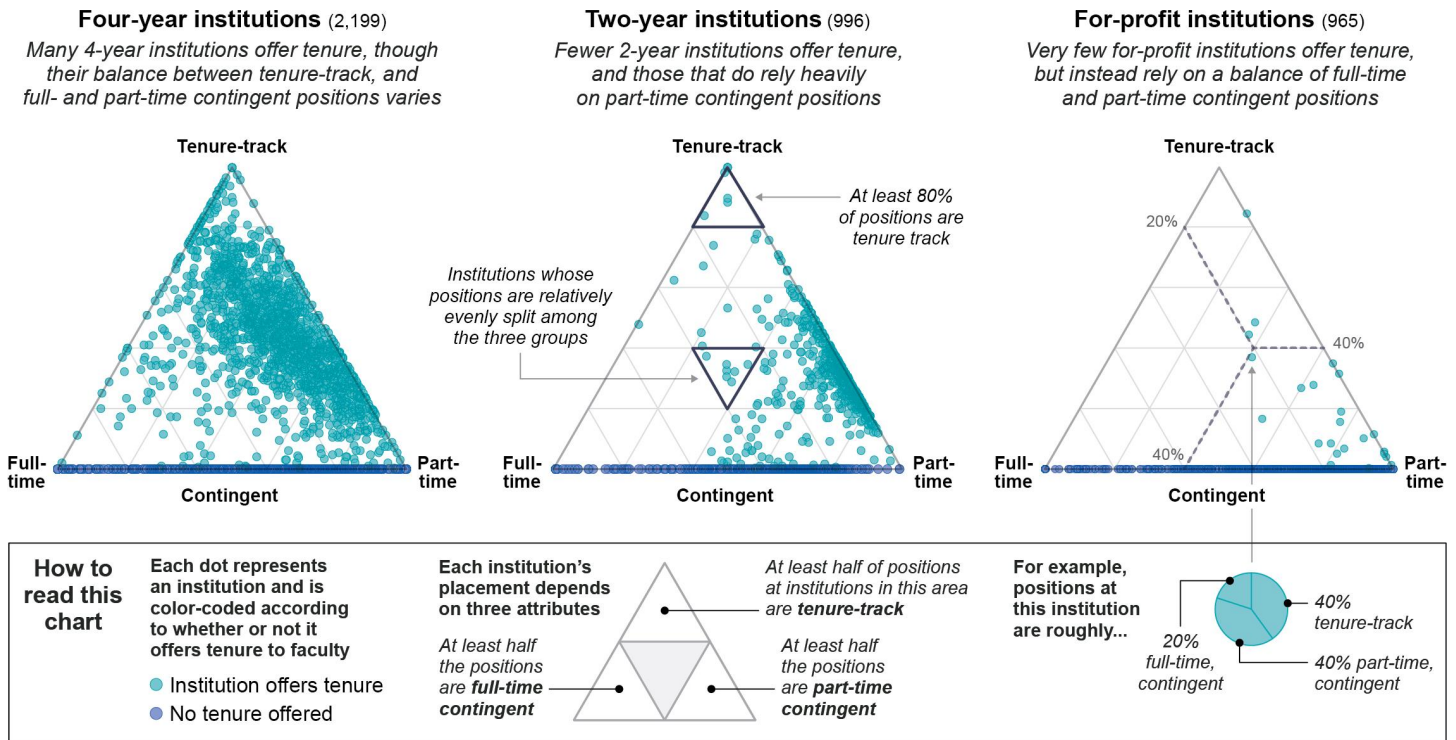 Four-year institutions (2,199)
Many 4-year institutions offer tenure, though
their balance between tenure-track, and
full- and part-time contingent positions varies
Tenure-track
Full-
time
Part-
time
Contingent
Two-year institutions (996)
Fewer 2-year institutions offer tenure,
and those that do rely heavily
on part-time contingent positions
Tenure-track
At least 80%
of positions are
tenure track
Institutions whose
positions are relatively
evenly split among
the three groups
Full-
time
Part-
time
Contingent
For-profit institutions (965)
Very few for-profit institutions offer tenure,
but instead rely on a balance of full-time
and part-time contingent positions
Tenure-track
20%
40%
40%
Full-
time
Part-
time
Contingent
How to
read this
chart
Each dot represents
an institution and is
color-coded according
to whether or not it
offers tenure to faculty
Institution offers tenure
No tenure offered
Each institution's
placement depends
on three attributes
At least half of positions
at institutions in this area
are tenure-track
At least half
the positions
are full-time
contingent
At least half
the positions
are part-time
contingent
For example,
positions at
this institution
are roughly...
20%
full-time,
contingent
40%
tenure-track
40% part-time,
contingent